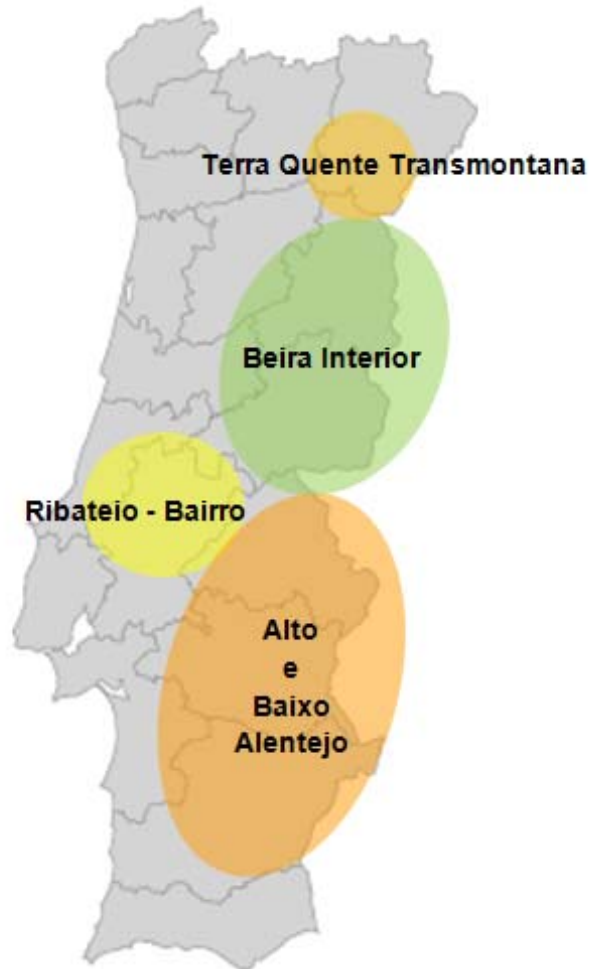 Terra Quente Transmontana
Beira Interior
Ribateio - Bairro
Alto
e
Baixo
Alentejo